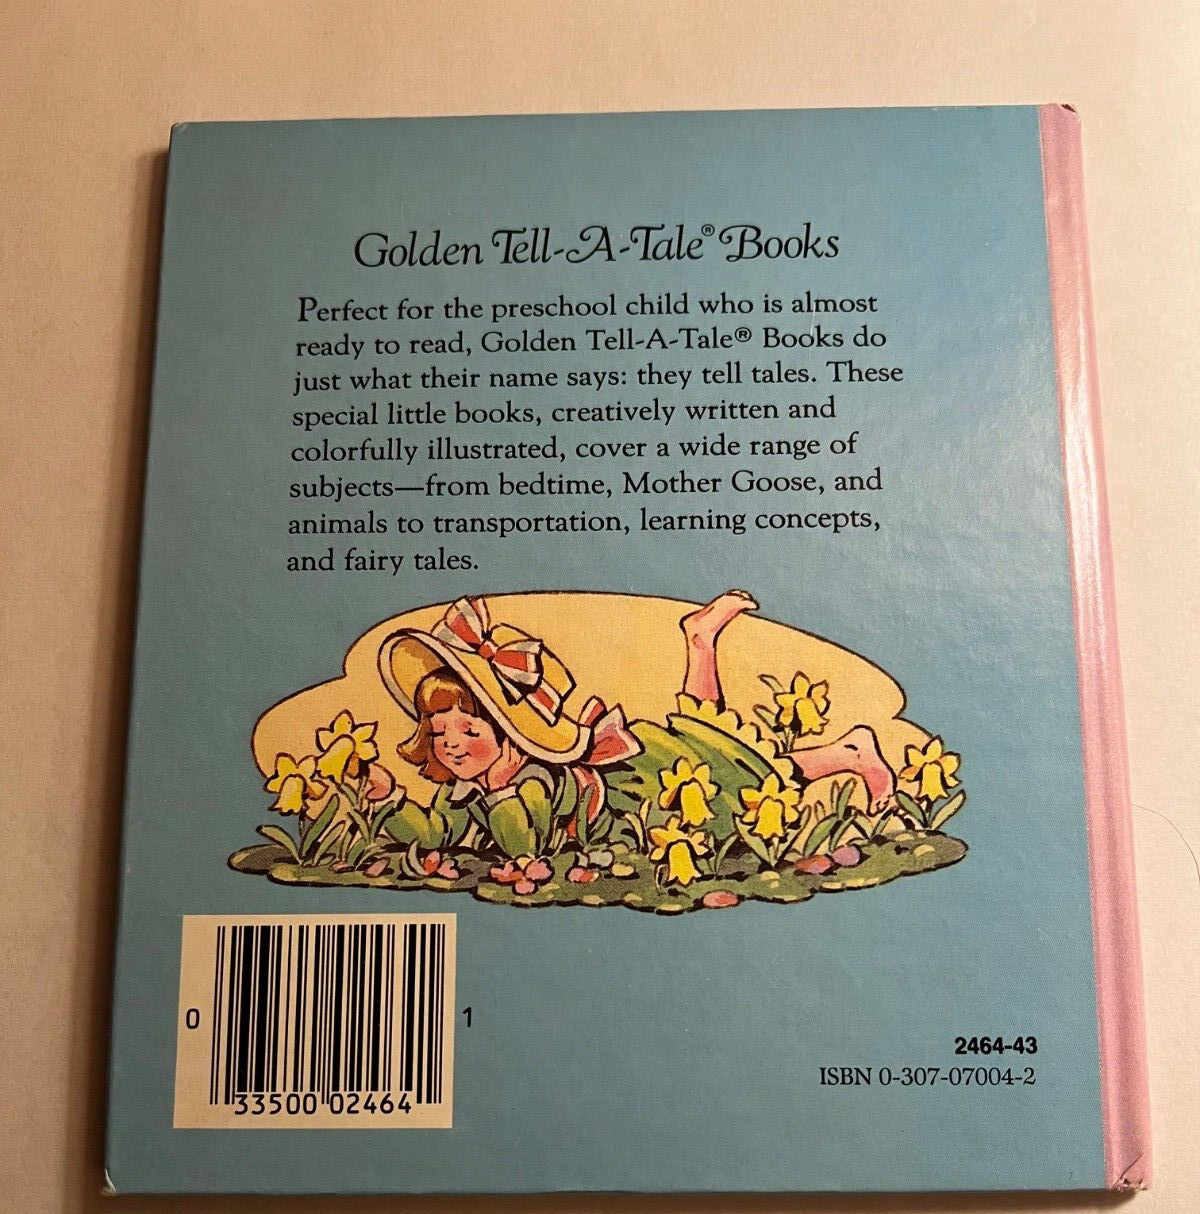 Golden Tell-A-Tale® Books
Perfect for the preschool child who is almost
ready to read, Golden Tell-A-Tale® Books do
just what their name says: they tell tales. These
special little books, creatively written and
colorfully illustrated, cover a wide range of
subjects—from bedtime, Mother Goose, and
animals to transportation, learning concepts,
and fairy tales.
0 33500 02464 1
2464-43
ISBN 0-307-07004-2